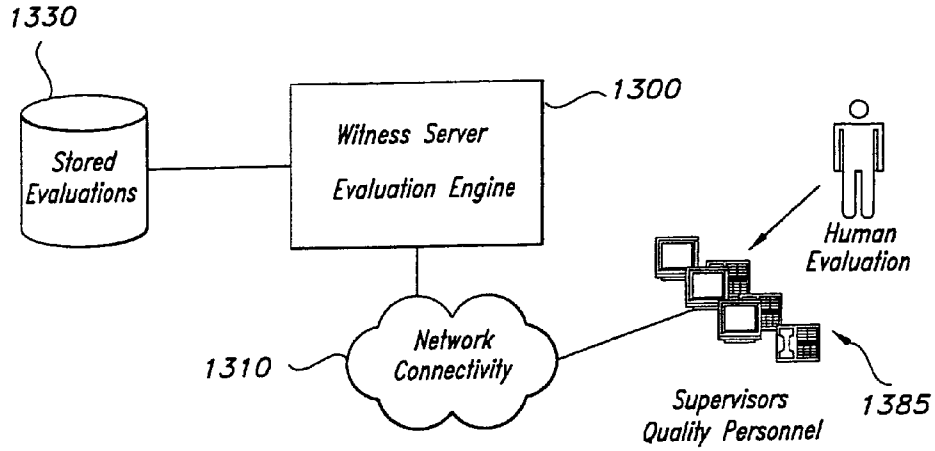 1330
1300
Witness Server
Evaluation Engine
Stored
Evaluations
Human
Evaluation
Network
Connectivity
1310
1385
Supervisors
Quality Personnel